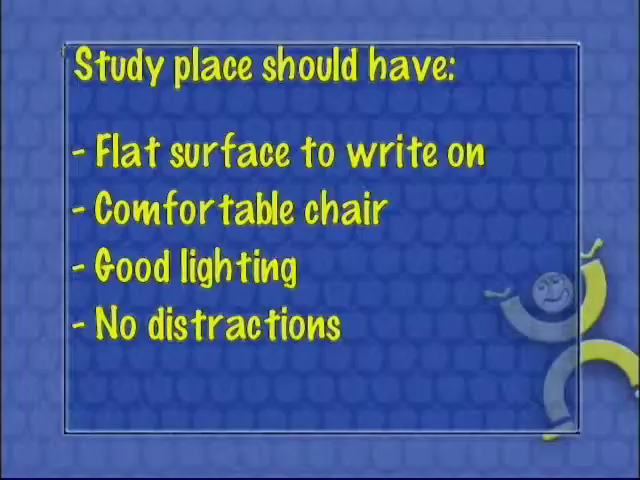 Study place should have:
- Flat surface to write on
- Comfortable chair
- Good lighting
- No distractions